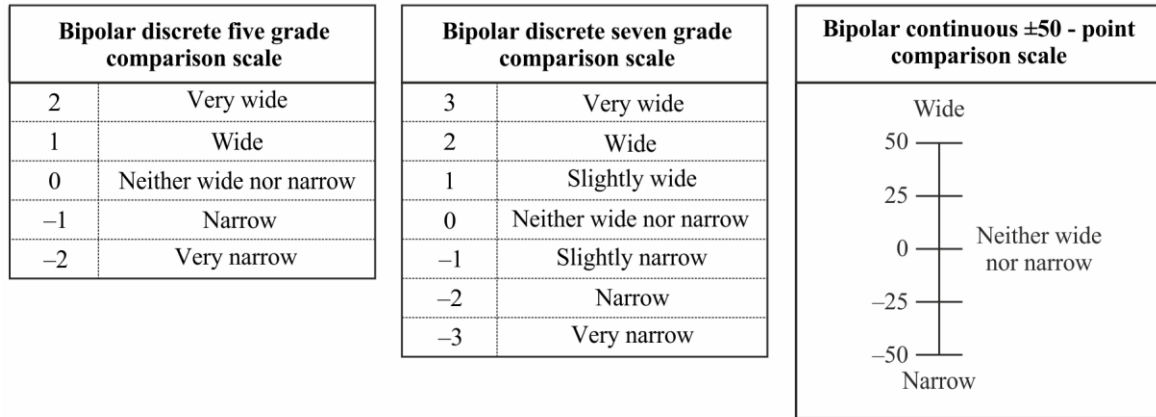 Bipolar discrete five grade
comparison scale
2 Very wide
1 Wide
0 Neither wide nor narrow
–1 Narrow
–2 Very narrow
Bipolar discrete seven grade
comparison scale
3 Very wide
2 Wide
1 Slightly wide
0 Neither wide nor narrow
–1 Slightly narrow
–2 Narrow
–3 Very narrow
Bipolar continuous ±50 - point
comparison scale
Wide
50
25
0 Neither wide
nor narrow
–25
–50
Narrow